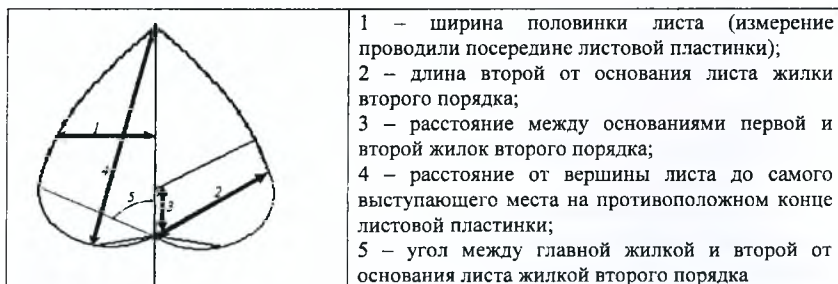 1 – ширина половинки листа (измерение
проводили посередине листовой пластинки);
2 – длина второй от основания листа жилки
второго порядка;
3 – расстояние между основаниями первой и
второй жилок второго порядка;
4 – расстояние от вершины листа до самого
выступающего места на противоположном конце
листовой пластинки;
5 – угол между главной жилкой и второй от
основания листа жилкой второго порядка
1
4
5
3
2